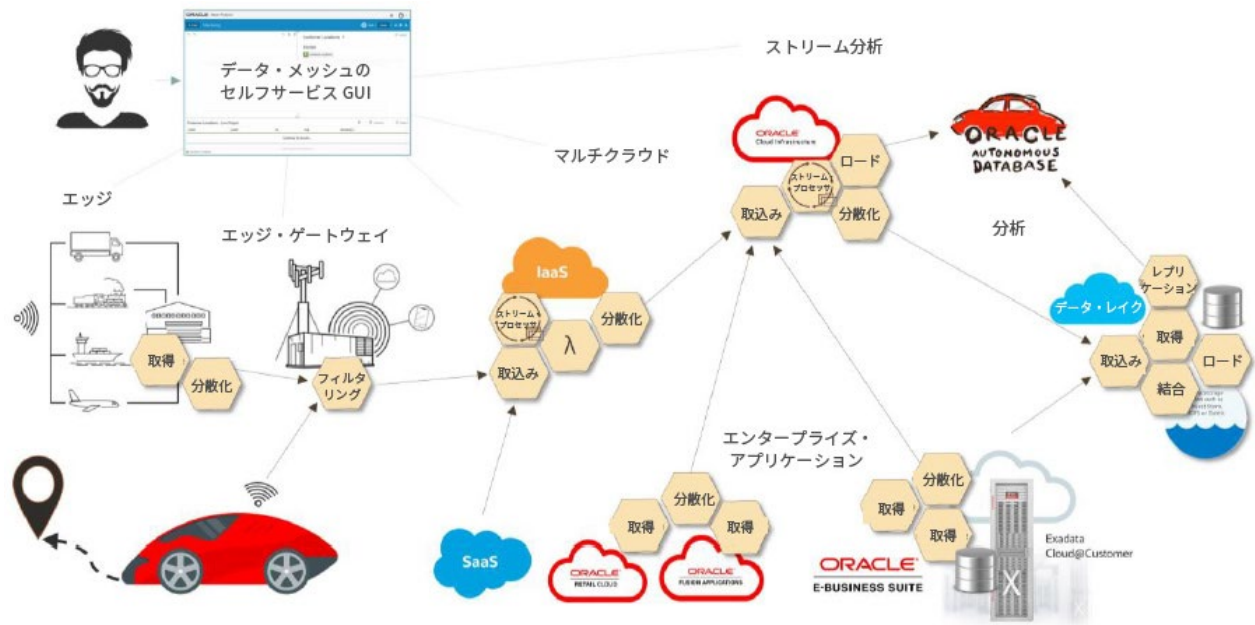 ORACLE
データ・メッシュの
セルフサービス GUI
ストリーム分析
マルチクラウド
エッジ
エッジ・ゲートウェイ
取得
分散化
フィルタ
リング
IaaS
ストリーム
プロセッサ
λ
分散化
取込み
SaaS
ORACLE
Cloud Infrastructure
ストリーム
プロセッサ
ロード
取込み
分散化
ORACLE
AUTONOMOUS
DATABASE
分析
レプリ
ケーション
データ・レイク
取得
取込み
ロード
結合
エンタープライズ・
アプリケーション
分散化
取得
取得
ORACLE
RETAIL CLOUD
ORACLE
FUSION APPLICATIONS
分散化
取得
取得
ORACLE
E-BUSINESS SUITE
Exadata
Cloud@Customer
X